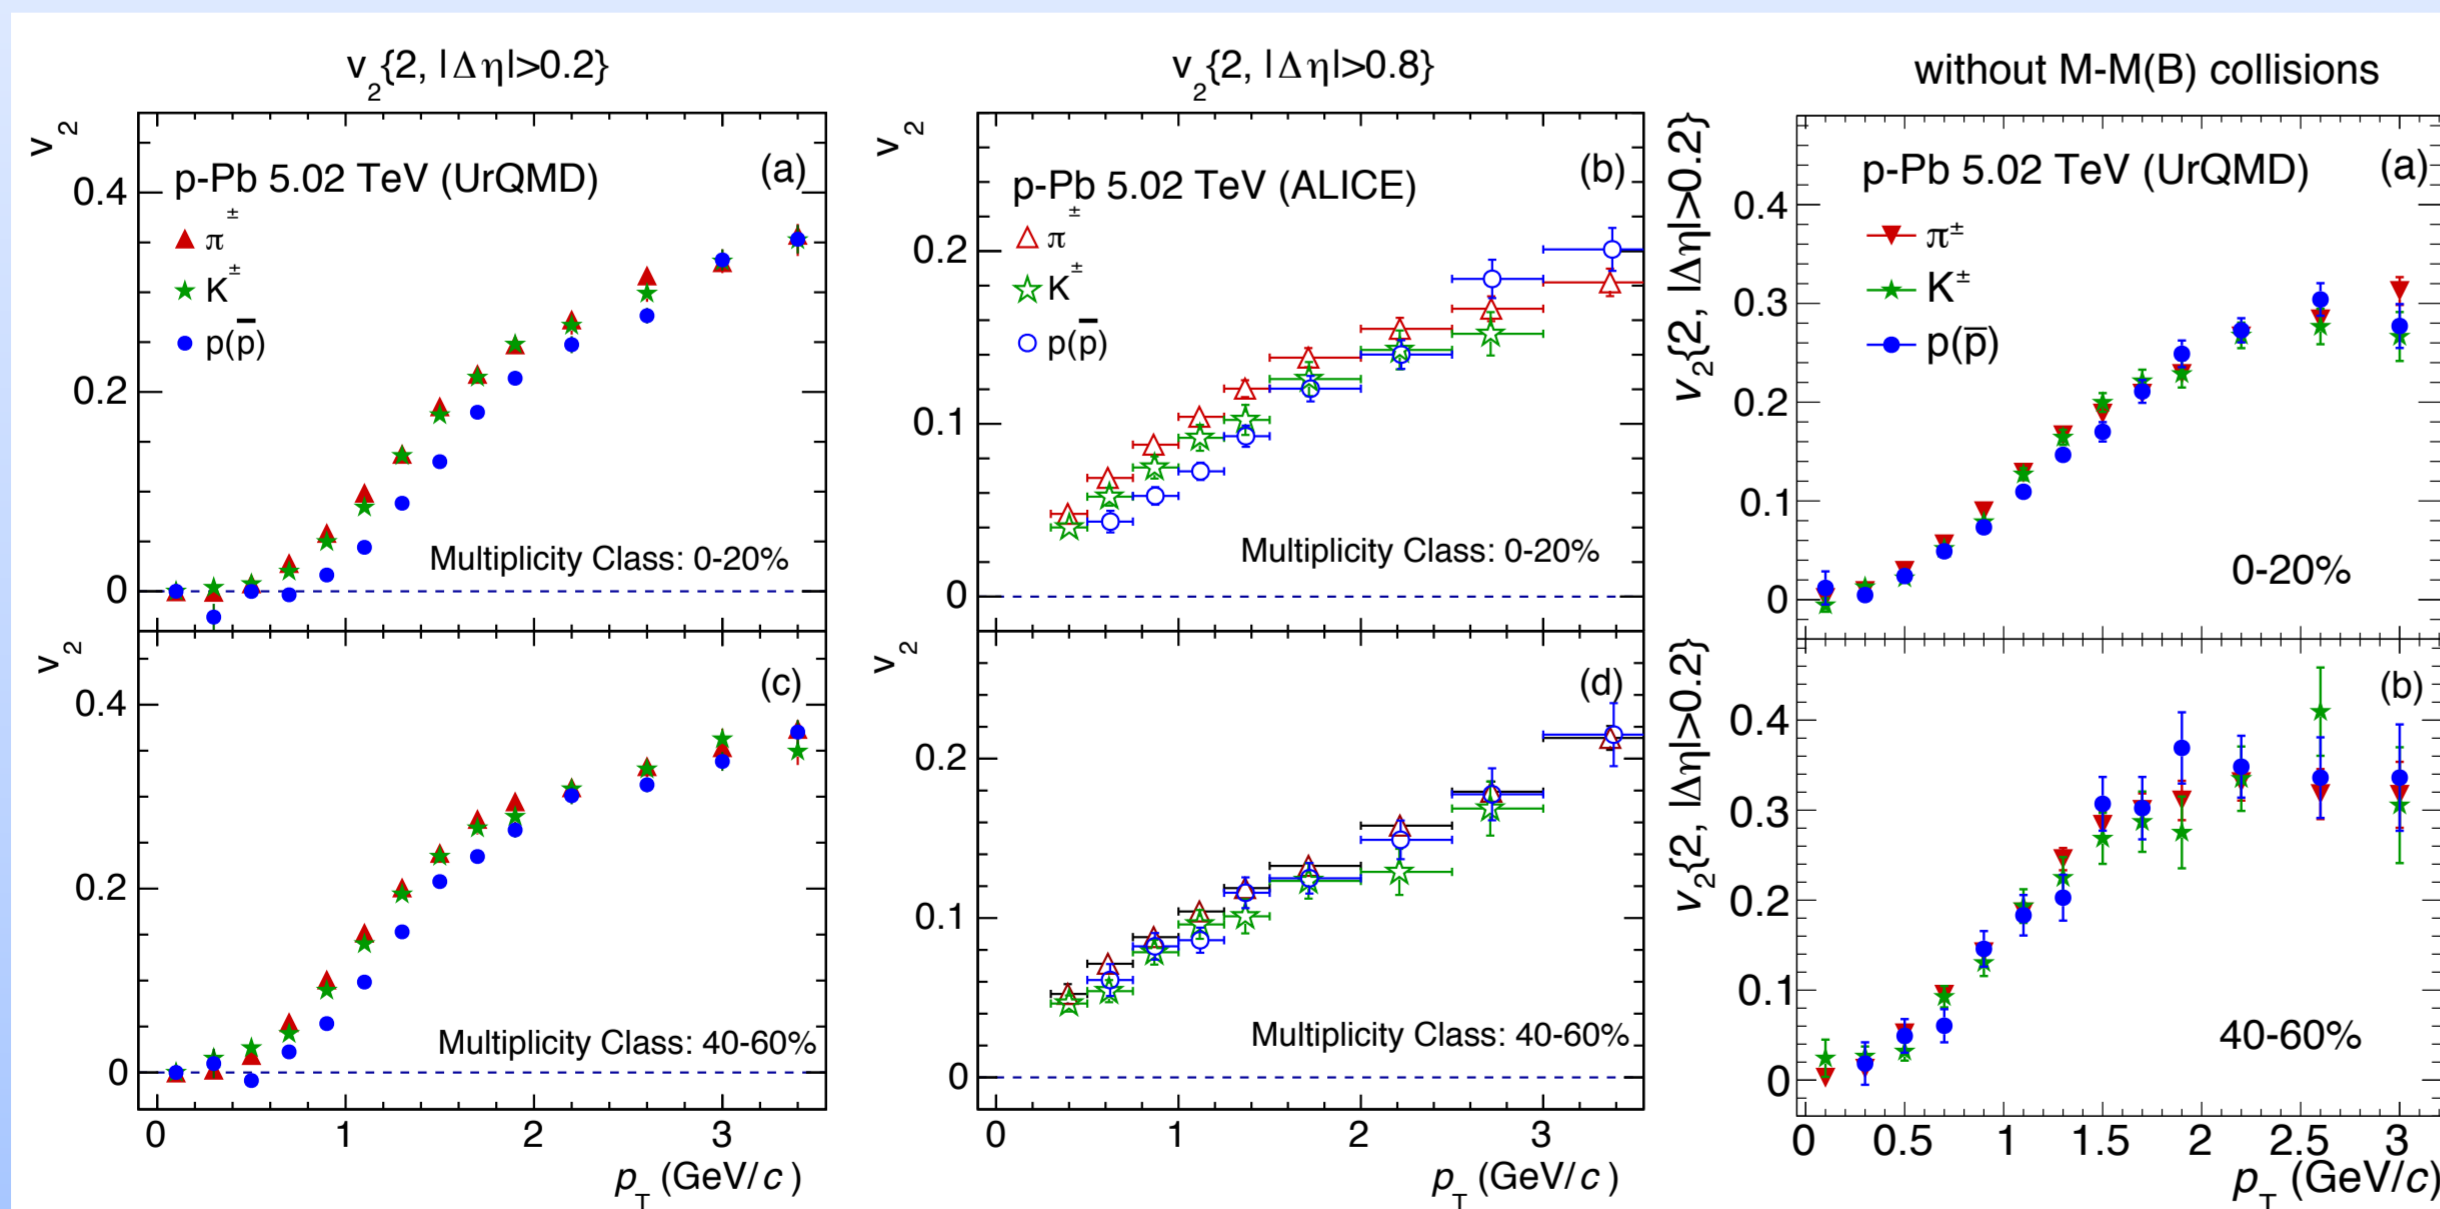 v2{2, |Δη|>0.2}
v2
p-Pb 5.02 TeV (UrQMD)
(a)
π±
K±
p(p̅)
0.4
0.2
0
Multiplicity Class: 0-20%
v2
(c)
0.4
0.2
0
Multiplicity Class: 40-60%
0 1 2 3
pT (GeV/c)
v2{2, |Δη|>0.8}
v2
p-Pb 5.02 TeV (ALICE)
(b)
π±
K±
p(p̅)
0.2
0.1
0
Multiplicity Class: 0-20%
v2
(d)
0.2
0.1
0
Multiplicity Class: 40-60%
0 1 2 3
pT (GeV/c)
without M-M(B) collisions
v2{2, |Δη|>0.2}
p-Pb 5.02 TeV (UrQMD)
(a)
π±
K±
p(p̅)
0.4
0.3
0.2
0.1
0
0-20%
v2{2, |Δη|>0.2}
(b)
0.4
0.3
0.2
0.1
0
40-60%
0 0.5 1 1.5 2 2.5 3
pT (GeV/c)